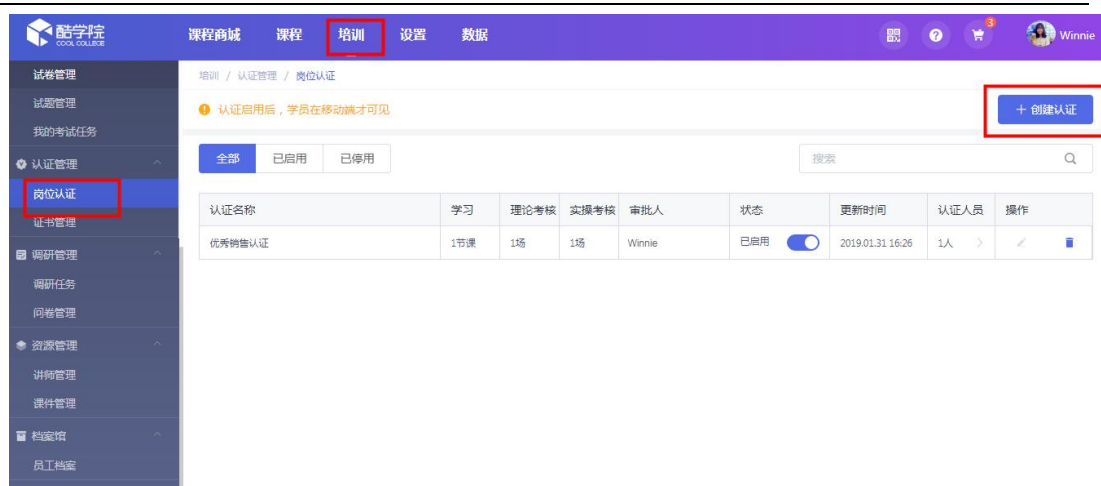 酷学院 COOL COLLEGE 课程商城 课程 培训 设置 数据 3 Winnie
试卷管理
试题管理
我的考试任务
认证管理
岗位认证
证书管理
调研管理
调研任务
问卷管理
资源管理
讲师管理
课件管理
档案馆
员工档案
培训 / 认证管理 / 岗位认证
认证启用后，学员在移动端才可见
+ 创建认证
全部 已启用 已停用 搜索
认证名称 学习 理论考核 实操考核 审批人 状态 更新时间 认证人员 操作
优秀销售认证 1节课 1场 1场 Winnie 已启用 2019.01.31 16:26 1人